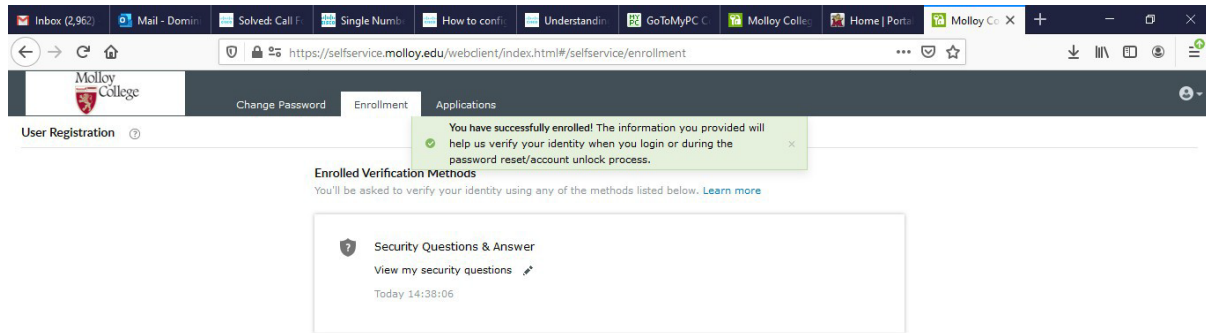 Inbox (2,962)
Mail - Domini
Solved: Call F
Single Numb
How to config
Understandin
GoToMyPC C
Molloy Colleg
Home | Porta
Molloy Co
https://selfservice.molloy.edu/webclient/index.html#/selfservice/enrollment
Molloy
College
Change Password
Enrollment
Applications
User Registration
You have successfully enrolled! The information you provided will
help us verify your identity when you login or during the
password reset/account unlock process.
Enrolled Verification Methods
You'll be asked to verify your identity using any of the methods listed below. Learn more
Security Questions & Answer
View my security questions
Today 14:38:06